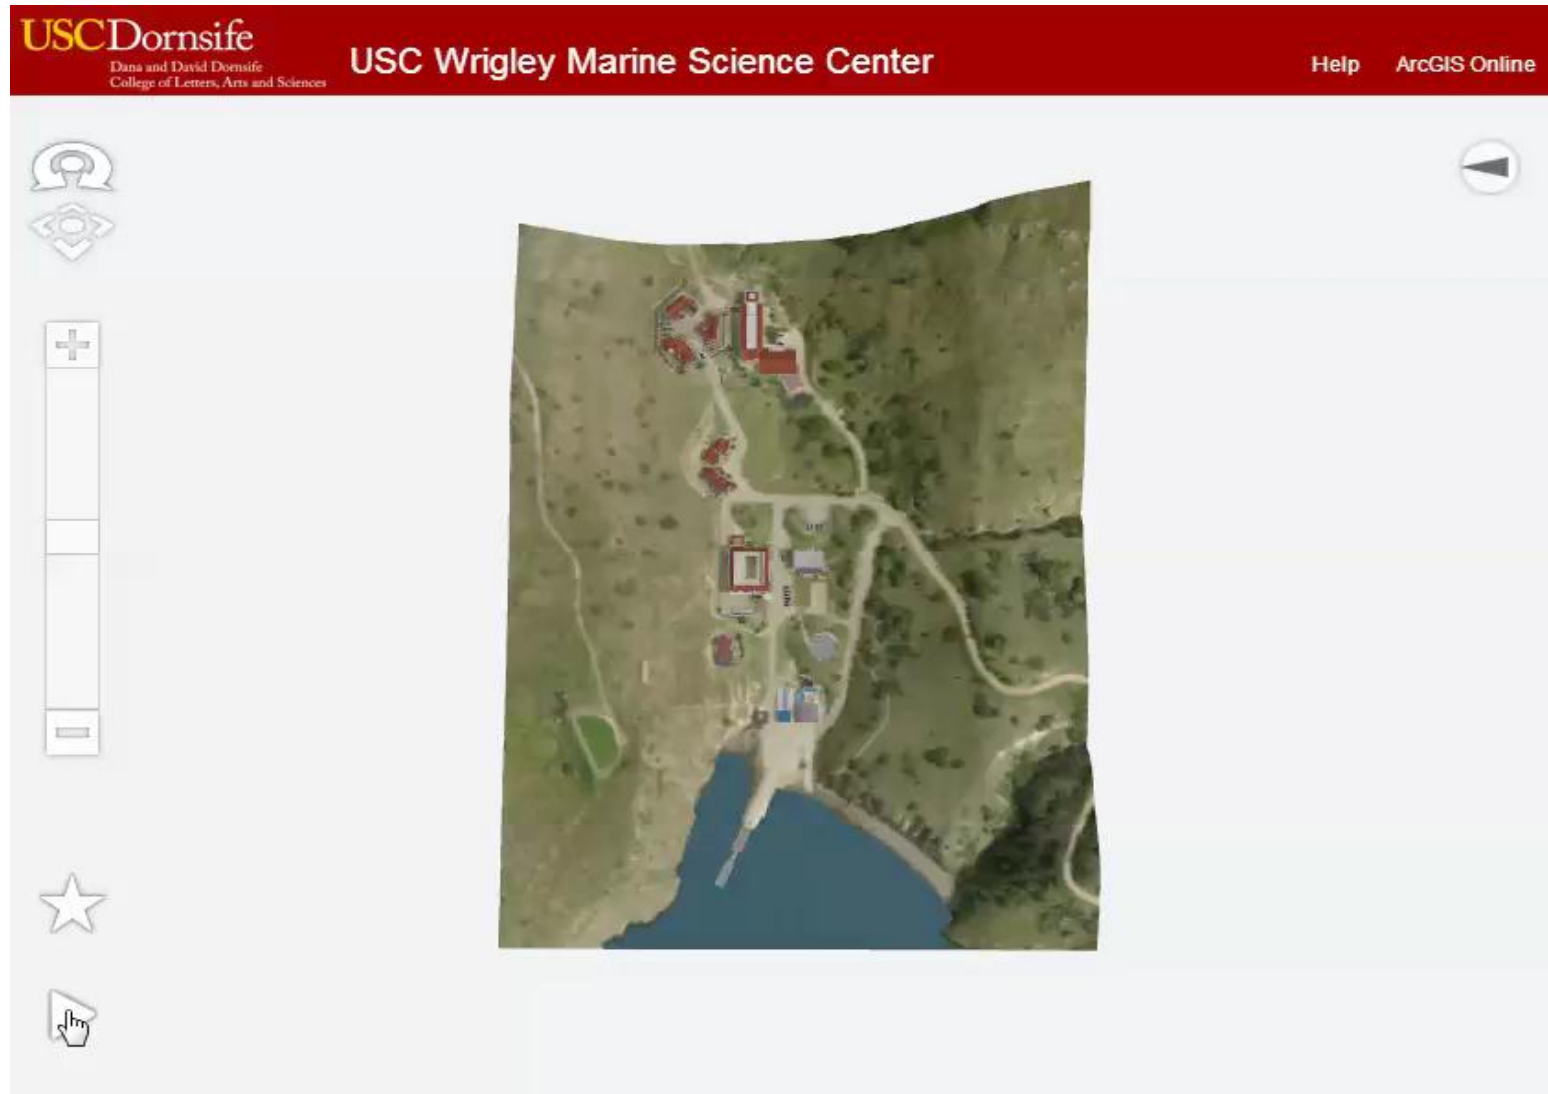 USCDornsife
Dana and David Dornsife
College of Letters, Arts and Sciences
USC Wrigley Marine Science Center
Help
ArcGIS Online